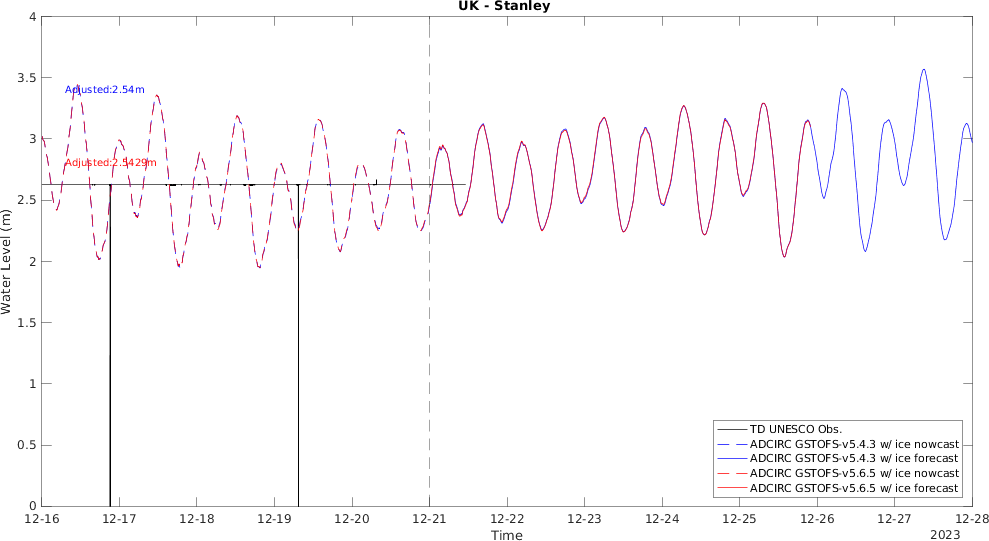 UK - Stanley
4
3.5
3
2.5
2
1.5
1
0.5
0
Water Level (m)
Adjusted:2.54m
Adjusted:2.5429m
TD UNESCO Obs.
ADCIRC GSTOFS-v5.4.3 w/ ice nowcast
ADCIRC GSTOFS-v5.4.3 w/ ice forecast
ADCIRC GSTOFS-v5.6.5 w/ ice nowcast
ADCIRC GSTOFS-v5.6.5 w/ ice forecast
12-16 12-17 12-18 12-19 12-20 12-21 12-22 12-23 12-24 12-25 12-26 12-27 12-28
Time
2023